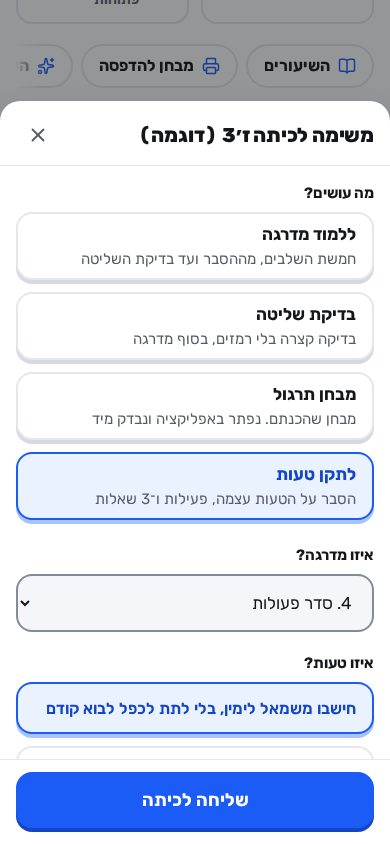 פתוחות
השיעורים
מבחן להדפסה
משימה לכיתה ז׳3 (דוגמה)
מה עושים?
ללמוד מדרגה
חמשת השלבים, מההסבר ועד בדיקת השליטה
בדיקת שליטה
בדיקה קצרה בלי רמזים, בסוף מדרגה
מבחן תרגול
מבחן שהכנתם. נפתר באפליקציה ונבדק מיד
לתקן טעות
הסבר על הטעות עצמה, פעילות ו־3 שאלות
איזו מדרגה?
4. סדר פעולות
איזו טעות?
חישבו משמאל לימין, בלי לתת לכפל לבוא קודם
שליחה לכיתה